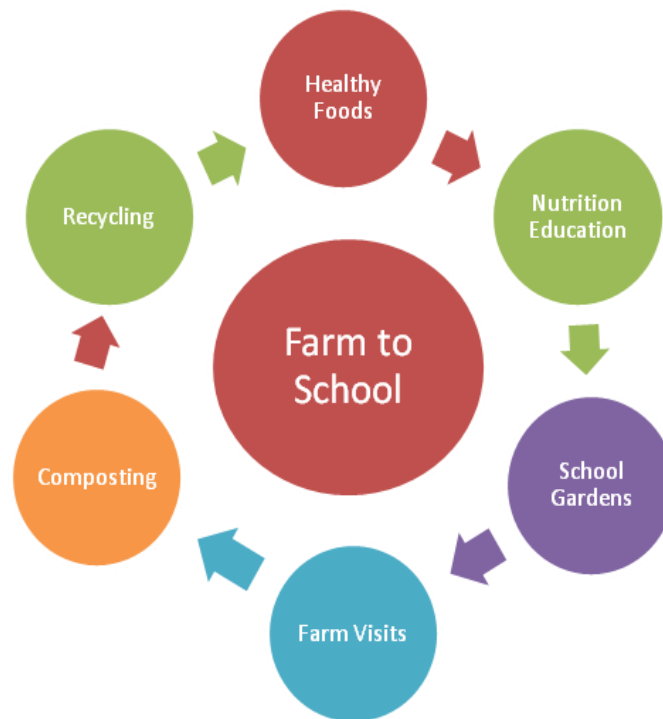 Healthy
Foods
Nutrition
Education
School
Gardens
Farm Visits
Composting
Recycling
Farm to
School